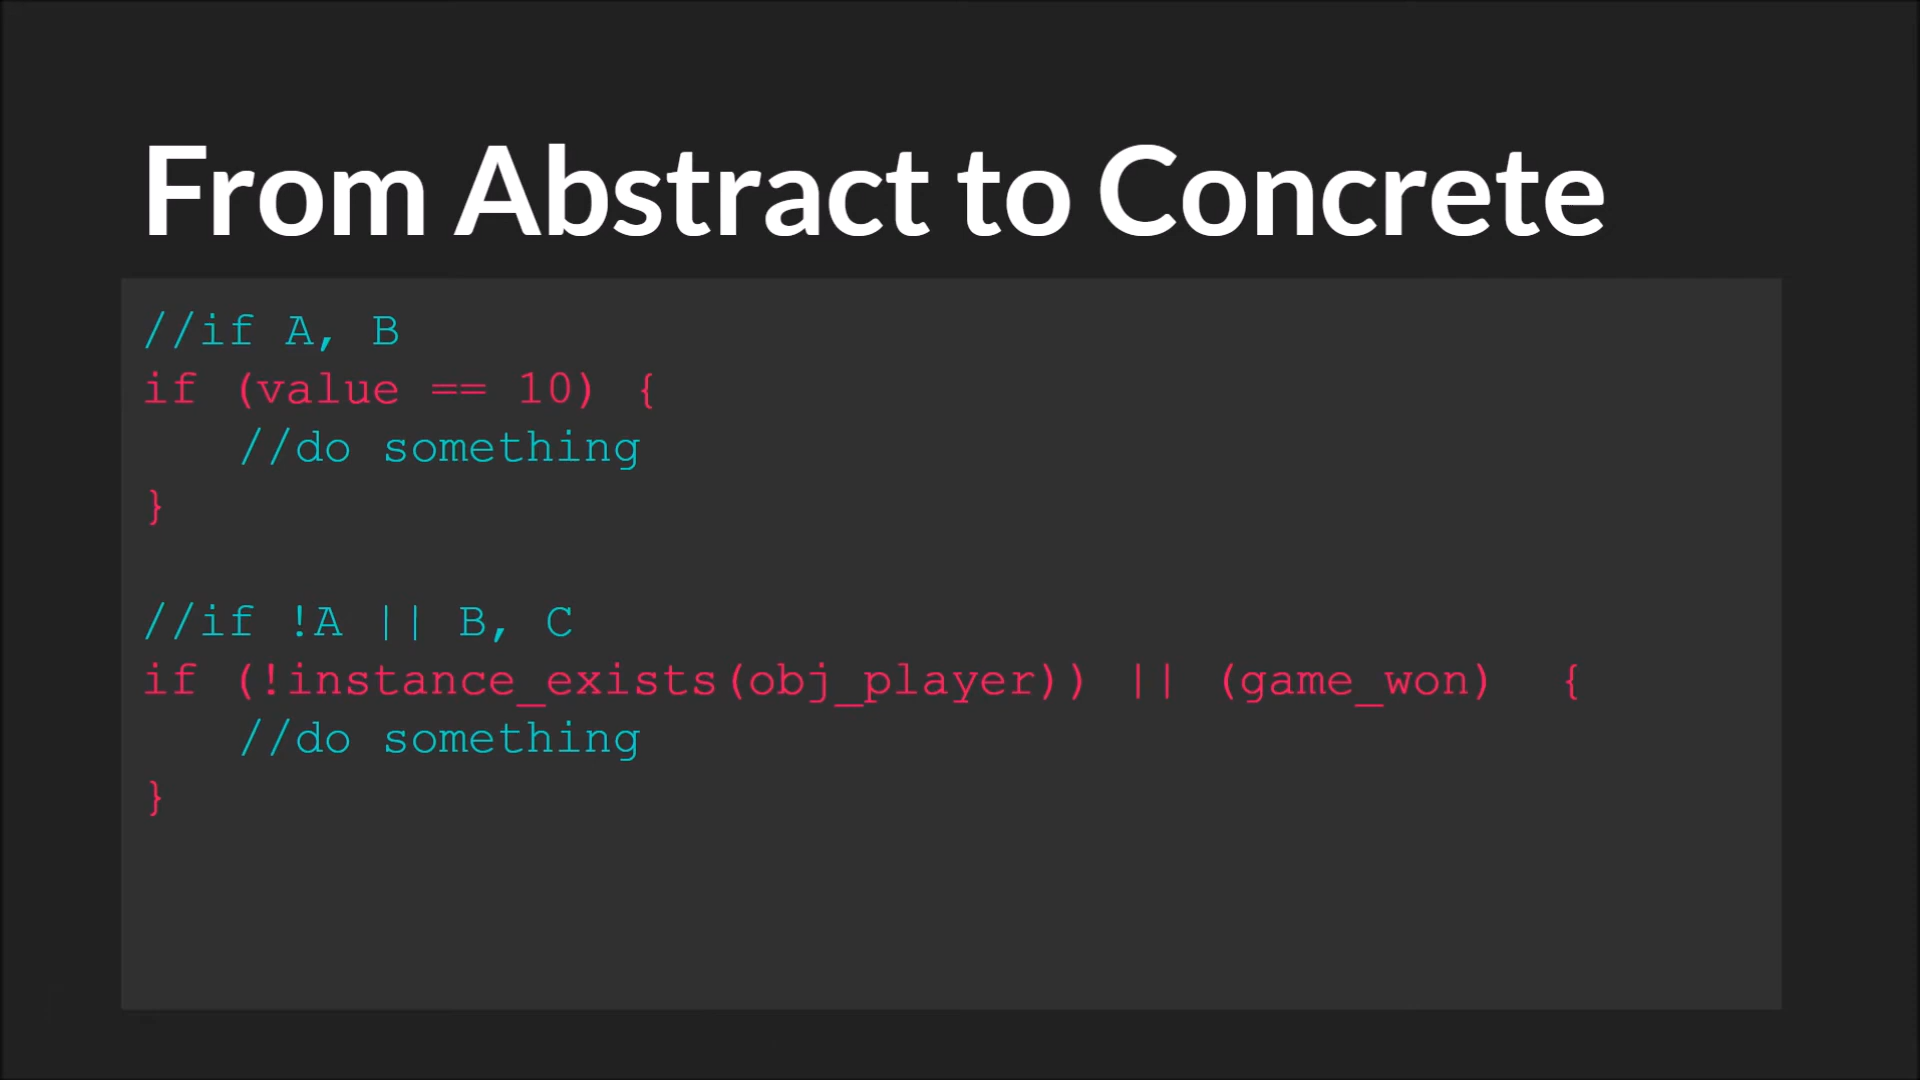 From Abstract to Concrete
//if A, B
if (value == 10) {
//do something
}
//if !A || B, C
if (!instance_exists(obj_player)) || (game_won) {
//do something
}